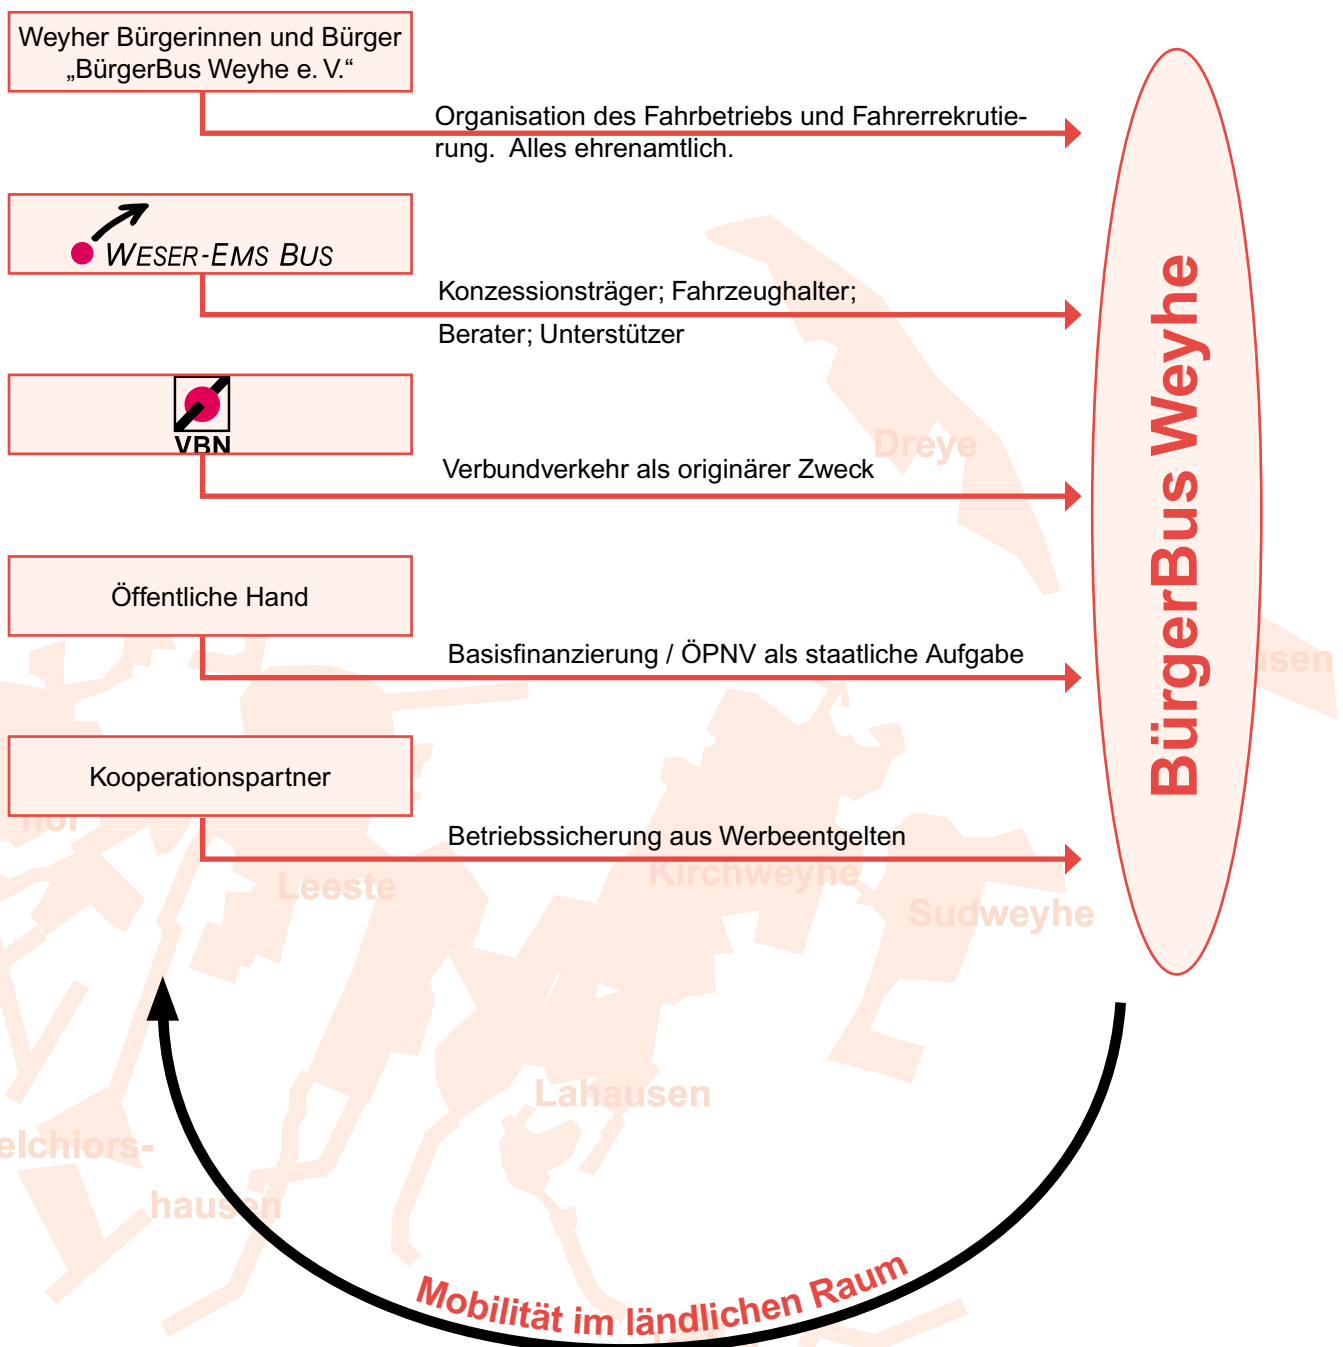 Weyher Bürgerinnen und Bürger
„BürgerBus Weyhe e. V.“
Organisation des Fahrbetriebs und Fahrerrekrutie-
rung. Alles ehrenamtlich.
WESER-EMS BUS
Konzessionsträger; Fahrzeughalter;
Berater; Unterstützer
VBN
Verbundverkehr als originärer Zweck
Öffentliche Hand
Basisfinanzierung / ÖPNV als staatliche Aufgabe
Kooperationspartner
Betriebssicherung aus Werbeentgelten
BürgerBus Weyhe
Dreye
Leeste
Kirchweyhe
Sudweyhe
Lahausen
elchiors-
hausen
Mobilität im ländlichen Raum